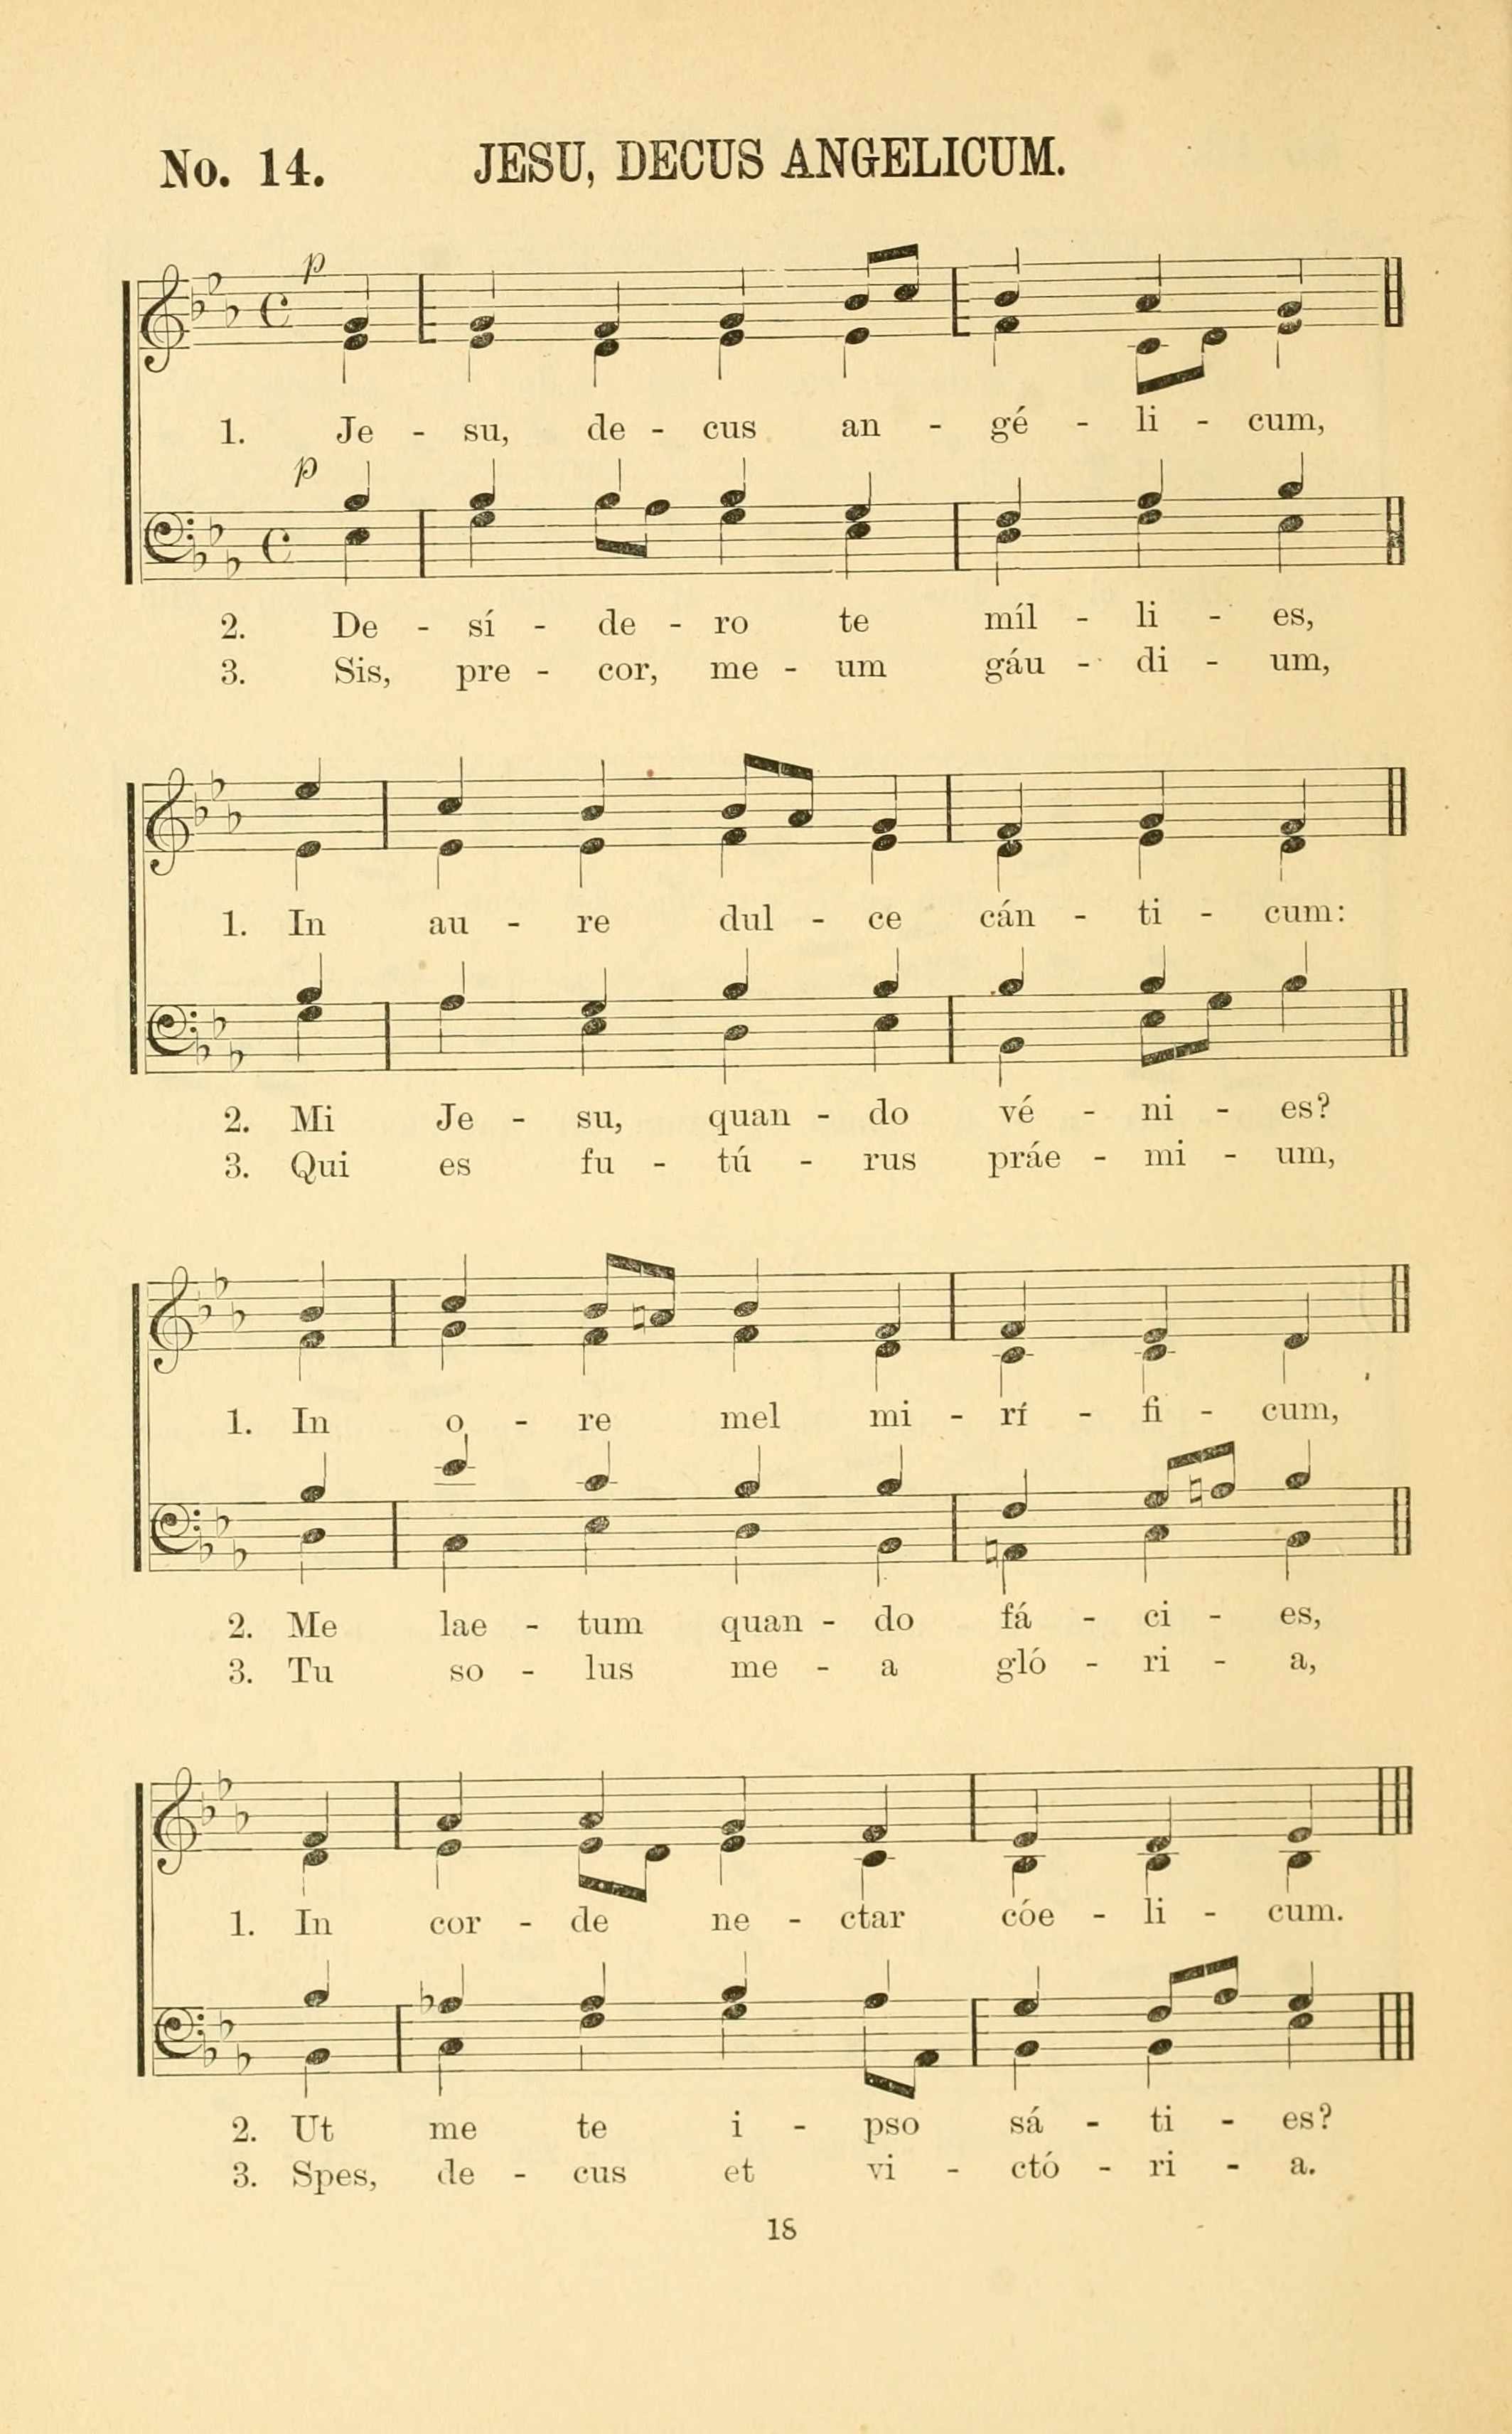 No. 14. JESU, DECUS ANGELICUM.
p
1. Je - su, de - cus an - gé - li - cum,
p
2. De - sí - de - ro te míl - li - es,
3. Sis, pre - cor, me - um gáu - di - um,
1. In au - re dul - ce cán - ti - cum:
2. Mi Je - su, quan - do vé - ni - es?
3. Qui es fu - tú - rus práe - mi - um,
1. In o - re mel mi - rí - fi - cum,
2. Me lae - tum quan - do fá - ci - es,
3. Tu so - lus me - a gló - ri - a,
1. In cor - de ne - ctar cóe - li - cum.
2. Ut me te i - pso sá - ti - es?
3. Spes, de - cus et vi - ctó - ri - a.
18